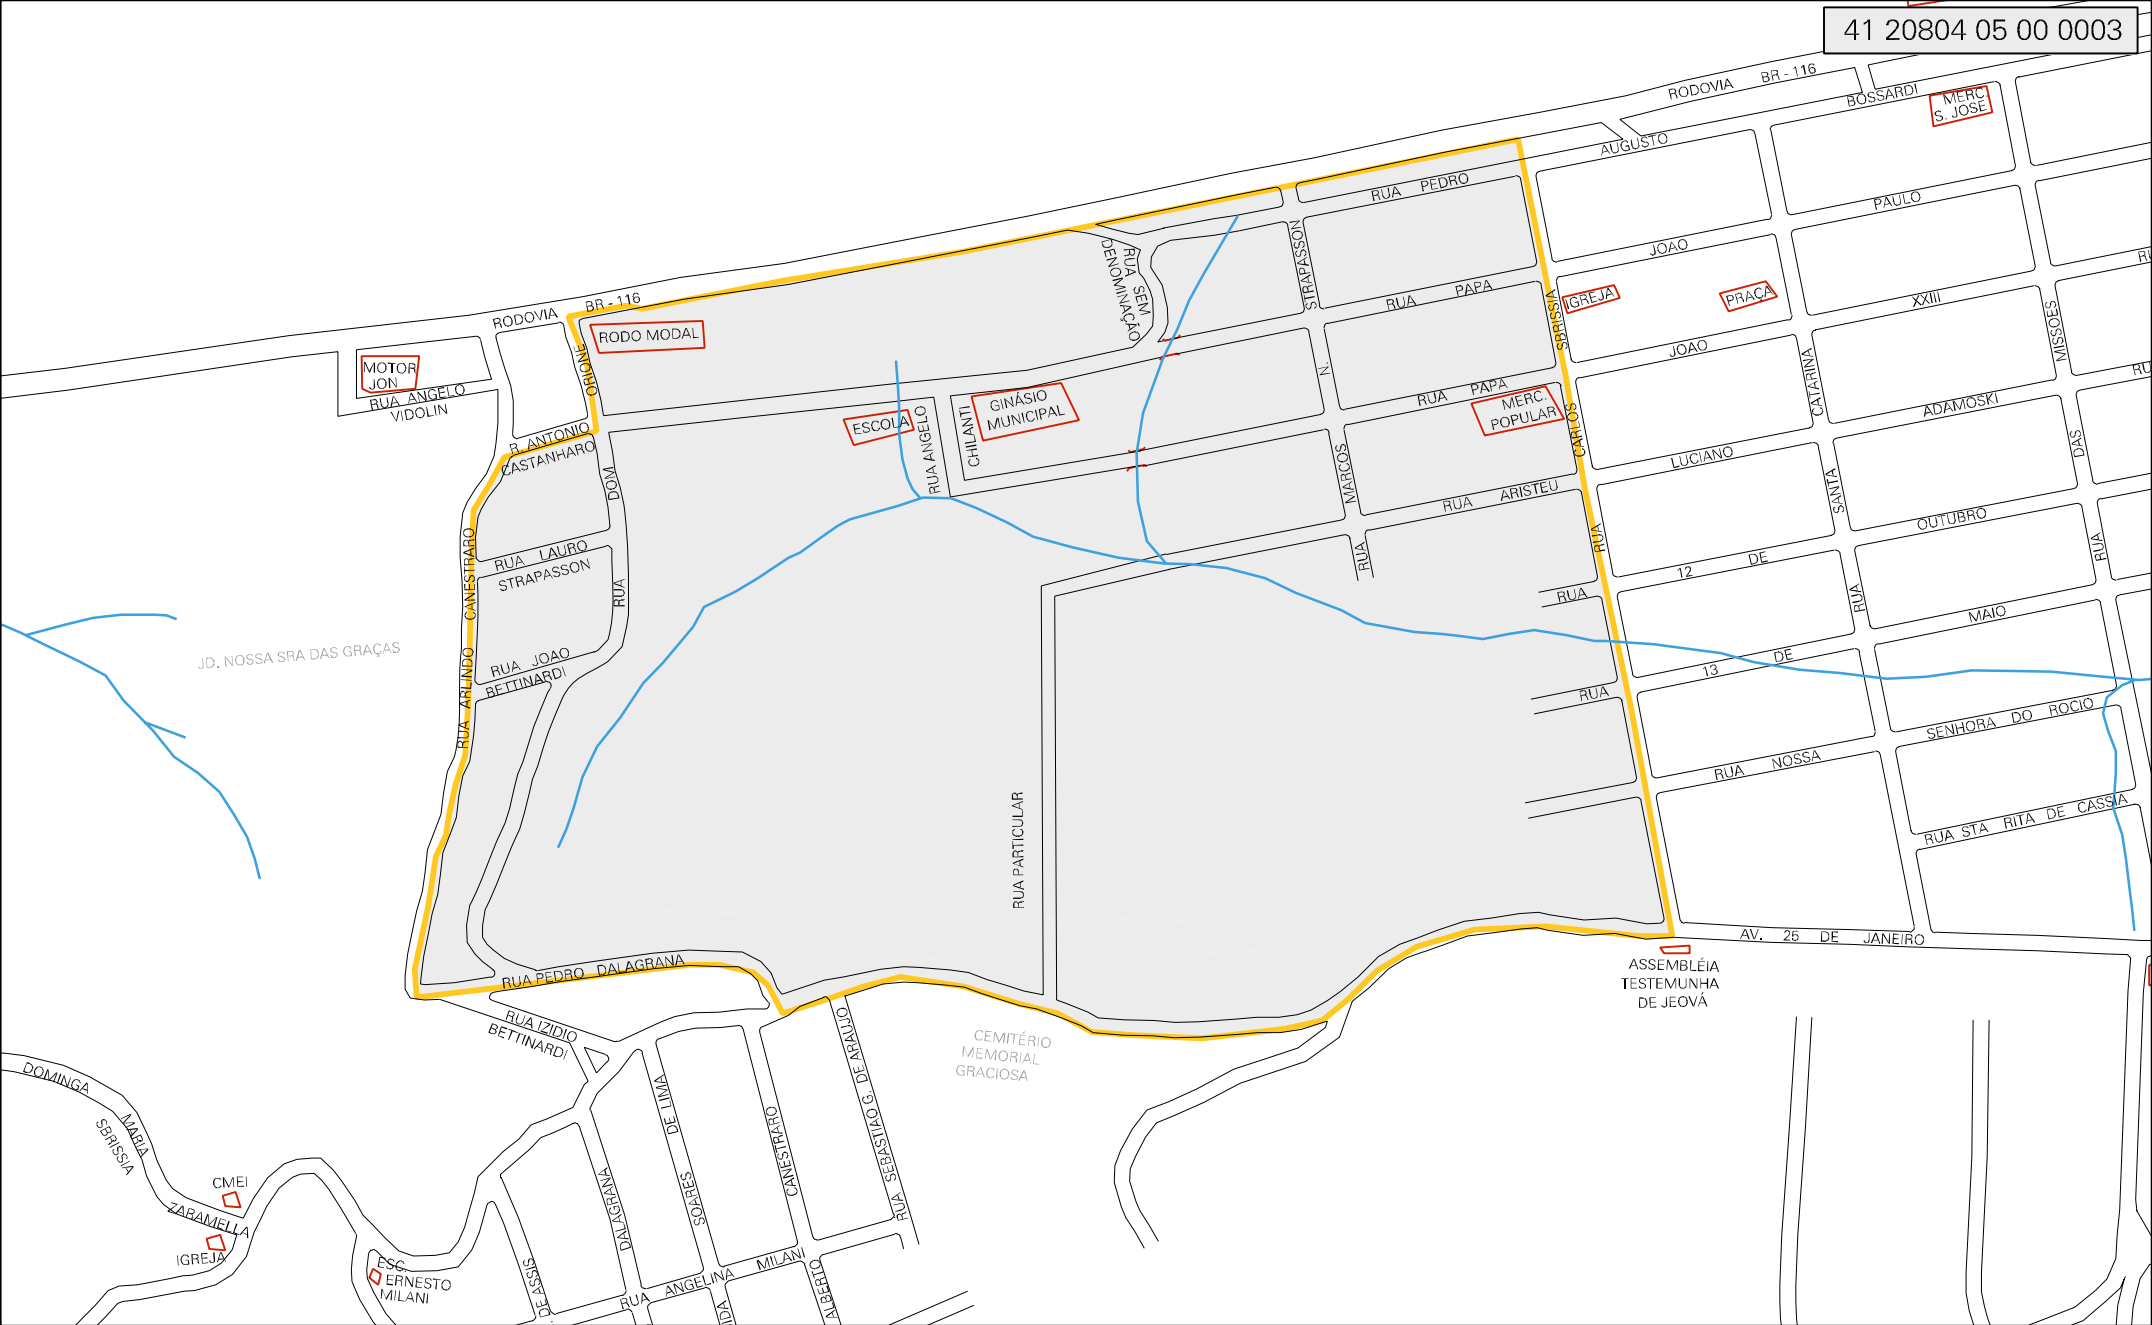 41 20804 05 00 0003
RODOVIA BR - 116
BOSSARDI
MERC.
S. JOSE
AUGUSTO
RUA PEDRO
PAULO
JOAO
RUA SEM
DENOMINAÇÃO
STRAPASSON
RUA PAPA
SBRISSIA
IGREJA
PRAÇA
XXIII
MISSOES
RODOVIA BR - 116
RODO MODAL
ORIONE
MOTOR
JON
RUA ANGELO
VIDOLIN
JOAO
CATARINA
RU
RU
N.
RUA PAPA
MERC.
POPULAR
CARLOS
ADAMOSKI
ESCOLA
RUA ANGELO
CHILANTI
GINÁSIO
MUNICIPAL
R. ANTONIO
CASTANHARO
DOM
MARCOS
LUCIANO
SANTA
DAS
RUA ARISTEU
OUTUBRO
RUA
RUA
RUA
CANESTRARO
RUA LAURO
STRAPASSON
RUA
12 DE
RUA
RUA
MAIO
JD. NOSSA SRA DAS GRAÇAS
RUA ARLINDO
RUA JOAO
BETTINARDI
13 DE
RUA
SENHORA DO ROCIO
RUA NOSSA
RUA PARTICULAR
RUA STA RITA DE CASSIA
AV. 25 DE JANEIRO
ASSEMBLÉIA
TESTEMUNHA
DE JEOVÁ
RUA PEDRO DALAGRANA
RUA IZIDIO
BETTINARDI
CEMITÉRIO
MEMORIAL
GRACIOSA
RUA SEBASTIAO G. DE ARAUJO
DOMINGA
MARIA
SBRISSIA
SOARES DE LIMA
CANESTRARO
DALAGRANA
CMEI
ZARAMELLA
IGREJA
ESC.
ERNESTO
MILANI
DE ASSIS
RUA ANGELINA MILANI
IDA
ALBERTO